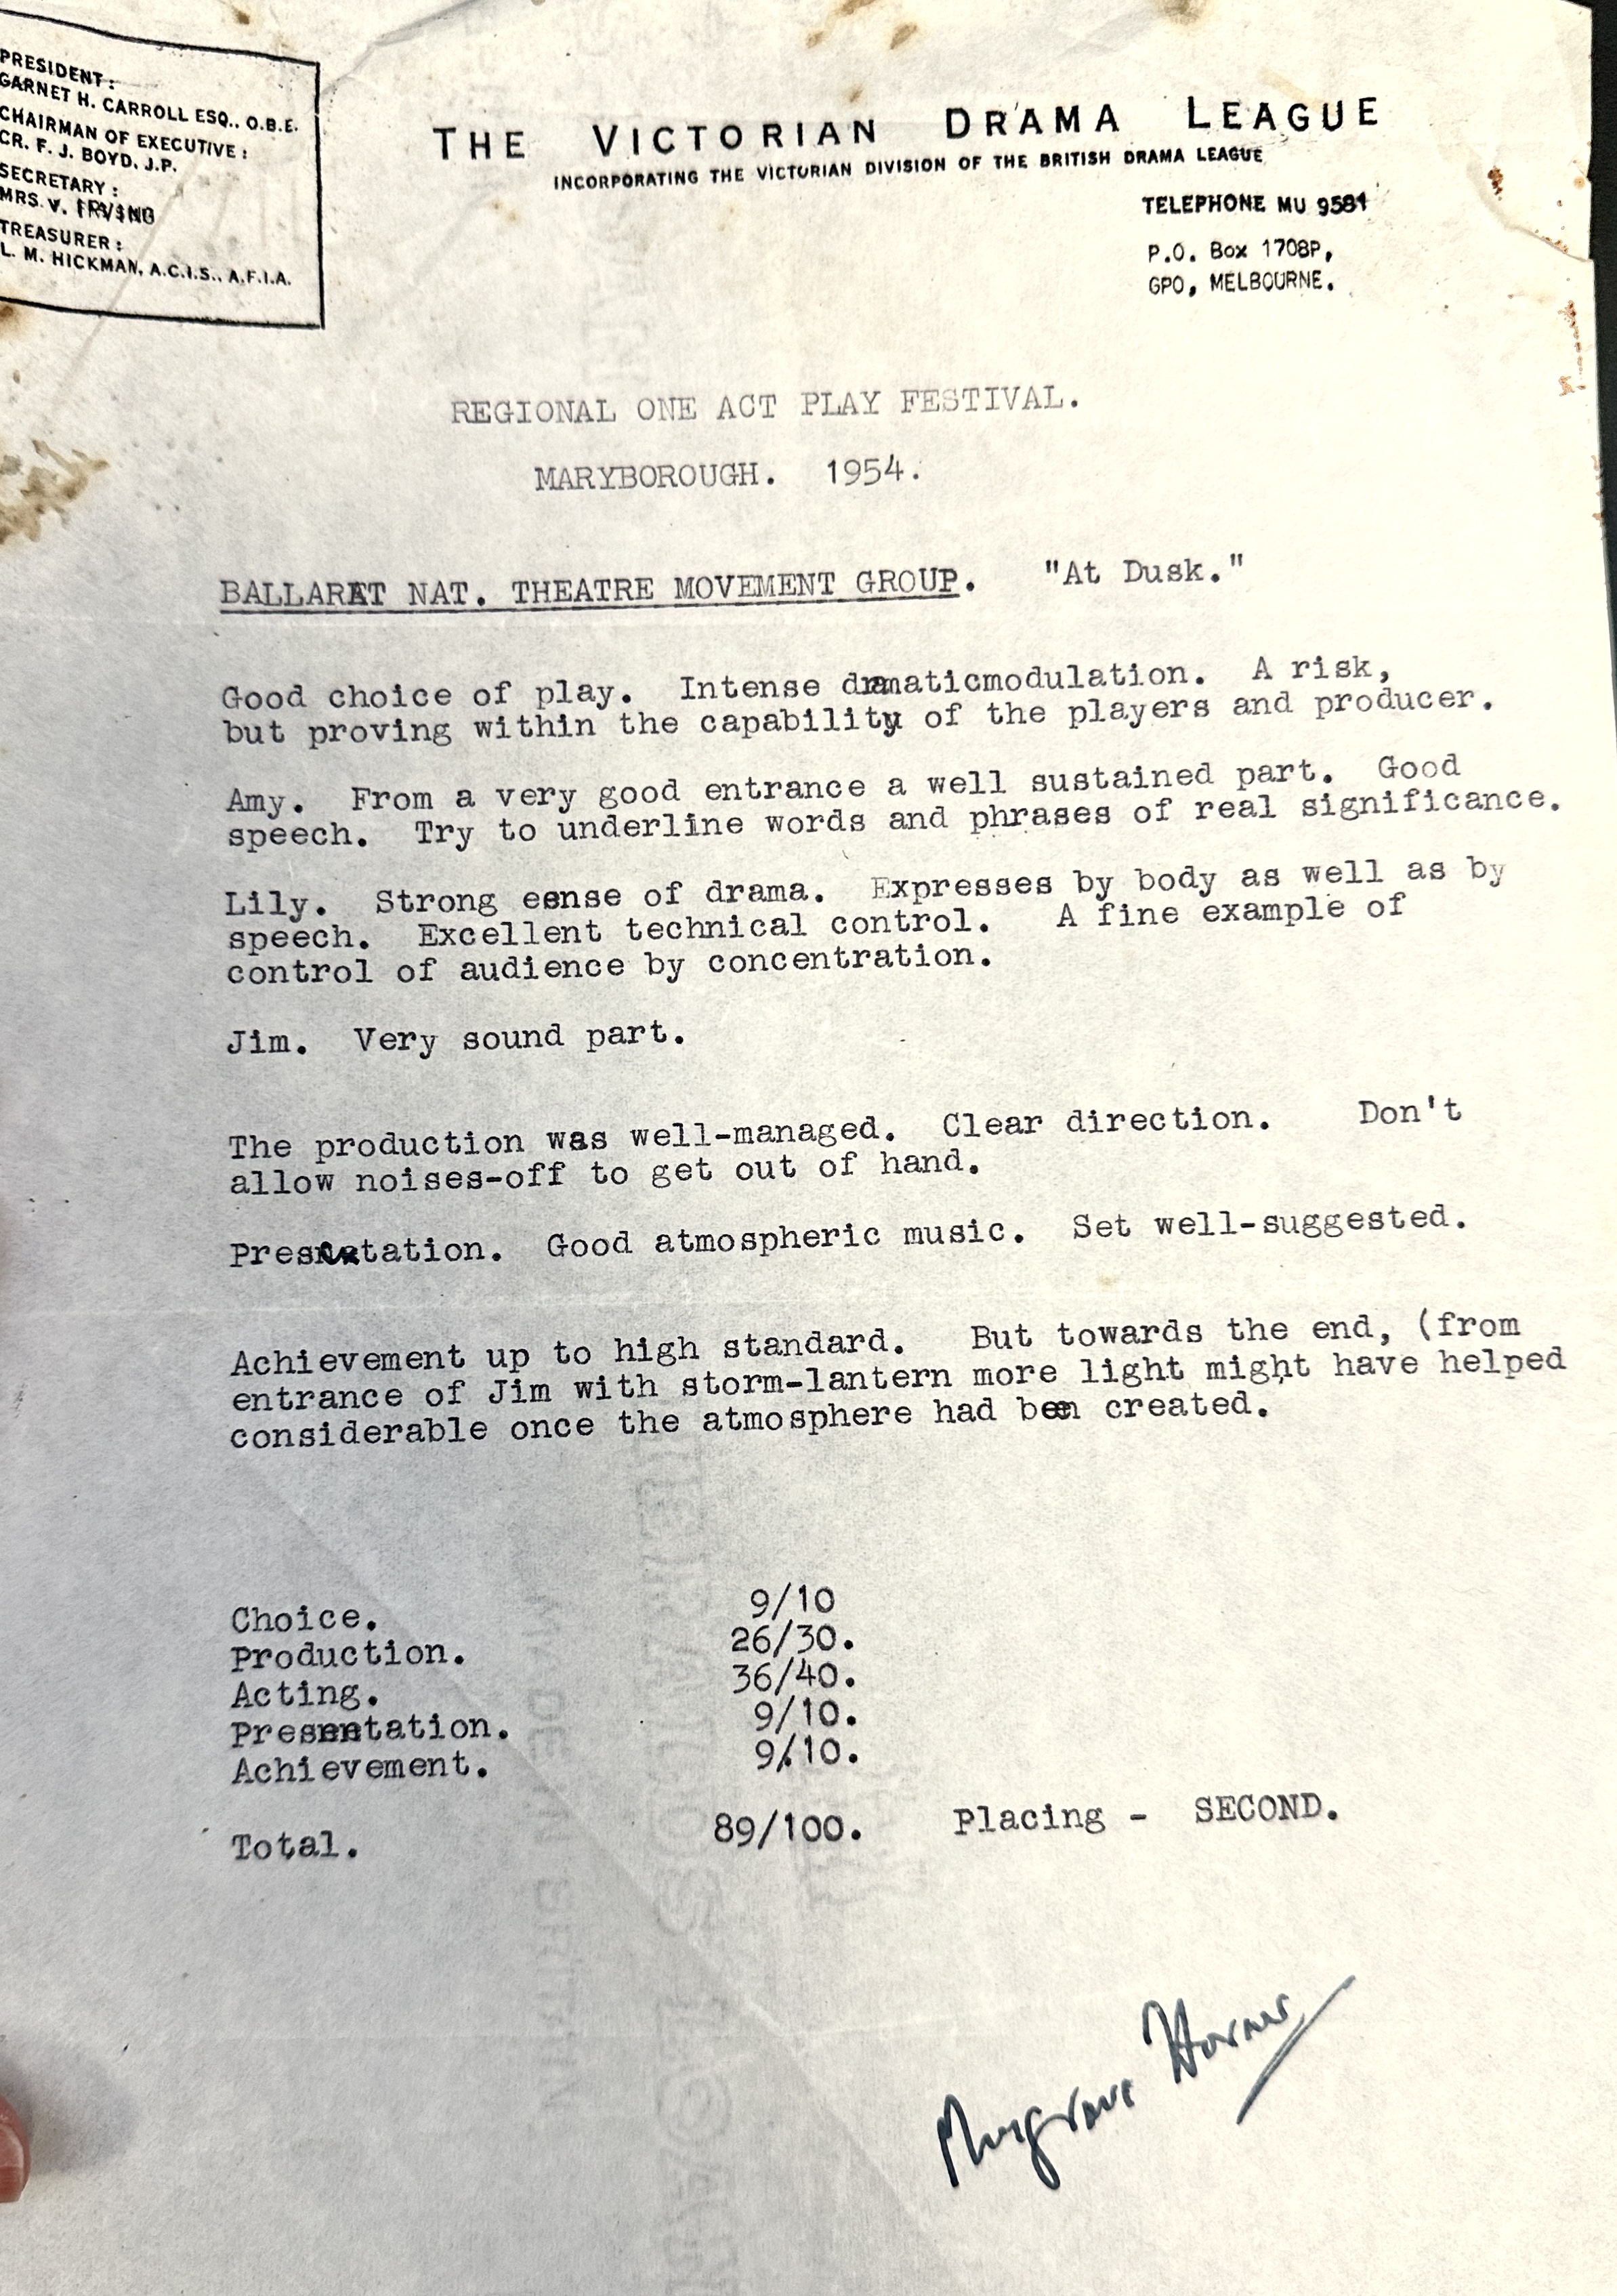 PRESIDENT:
GARNET H. CARROLL ESQ., O.B.E.
CHAIRMAN OF EXECUTIVE:
CR. F. J. BOYD, J.P.
SECRETARY:
MRS. V. IRVING
TREASURER:
L. M. HICKMAN, A.C.I.S., A.F.I.A.
THE VICTORIAN DRAMA LEAGUE
INCORPORATING THE VICTORIAN DIVISION OF THE BRITISH DRAMA LEAGUE
TELEPHONE MU 9581
P.O. Box 1708P,
GPO, MELBOURNE.
REGIONAL ONE ACT PLAY FESTIVAL.
MARYBOROUGH. 1954.
BALLARAT NAT. THEATRE MOVEMENT GROUP. "At Dusk."
Good choice of play. Intense dramaticmodulation. A risk,
but proving within the capability of the players and producer.
Amy. From a very good entrance a well sustained part. Good
speech. Try to underline words and phrases of real significance.
Lily. Strong sense of drama. Expresses by body as well as by
speech. Excellent technical control. A fine example of
control of audience by concentration.
Jim. Very sound part.
The production was well-managed. Clear direction. Don't
allow noises-off to get out of hand.
Presentation. Good atmospheric music. Set well-suggested.
Achievement up to high standard. But towards the end, (from
entrance of Jim with storm-lantern more light might have helped
considerable once the atmosphere had been created.
Choice. 9/10
Production. 26/30.
Acting. 36/40.
Presentation. 9/10.
Achievement. 9/10.
Total. 89/100. Placing - SECOND.
Musgrave Horner